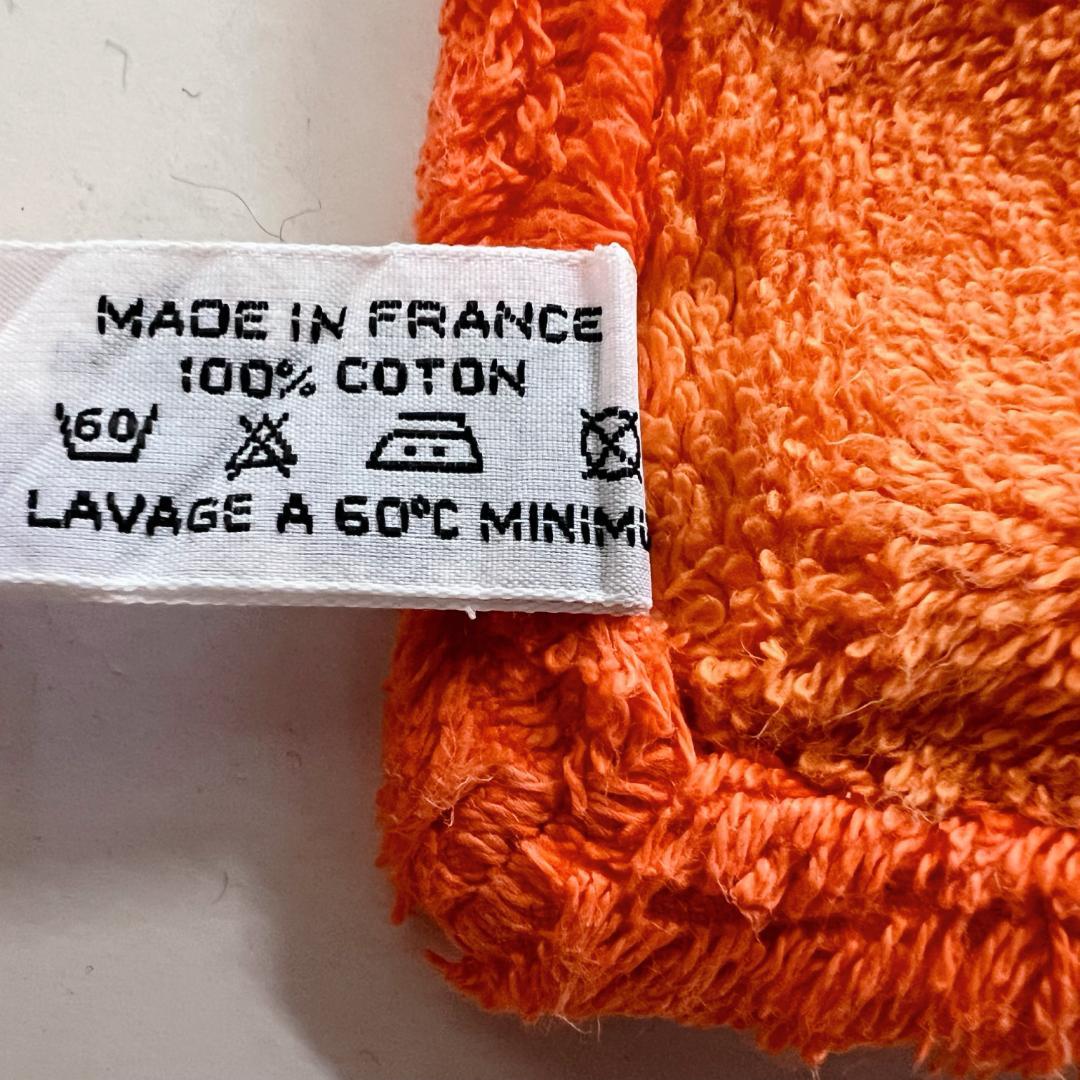 MADE IN FRANCE
100% COTON
60
LAVAGE A 60°C MINIMU